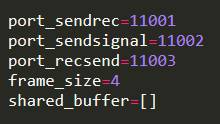 port_sendrec=11001
port_sendsignal=11002
port_recsend=11003
frame_size=4
shared_buffer=[]